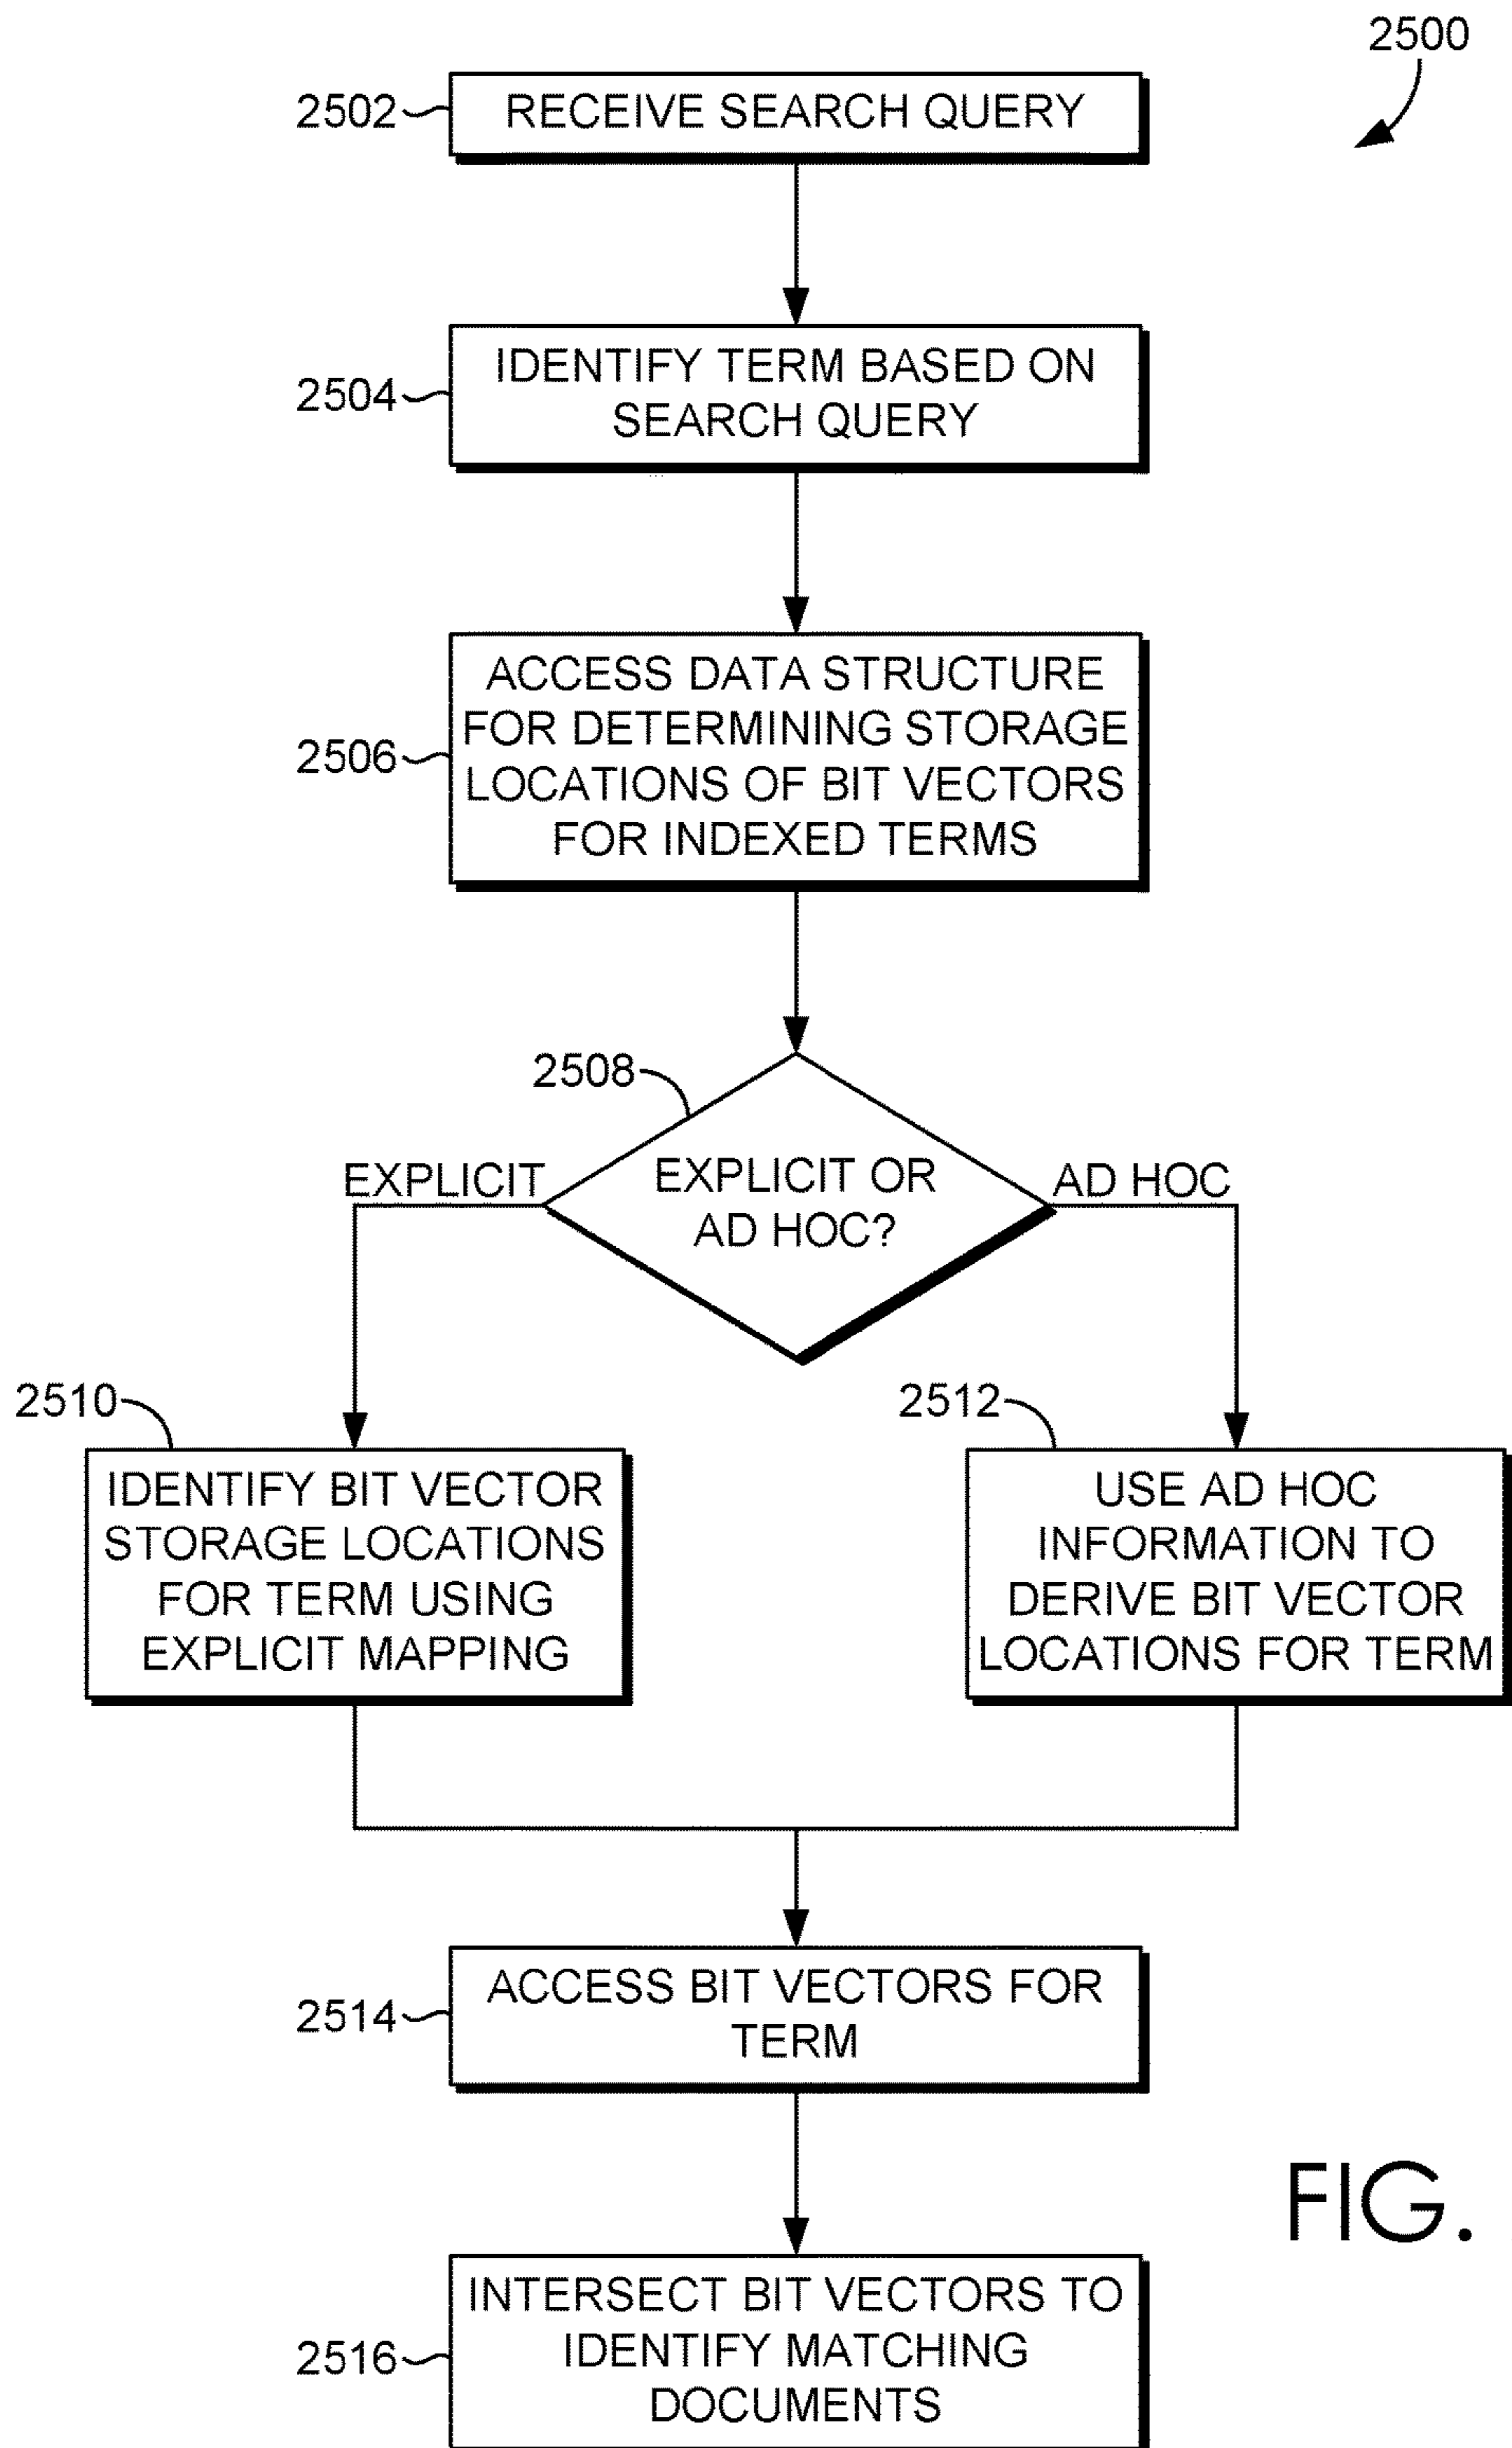 2500
2502
RECEIVE SEARCH QUERY
2504
IDENTIFY TERM BASED ON
SEARCH QUERY
2506
ACCESS DATA STRUCTURE
FOR DETERMINING STORAGE
LOCATIONS OF BIT VECTORS
FOR INDEXED TERMS
2508
EXPLICIT OR
AD HOC?
EXPLICIT
AD HOC
2510
IDENTIFY BIT VECTOR
STORAGE LOCATIONS
FOR TERM USING
EXPLICIT MAPPING
2512
USE AD HOC
INFORMATION TO
DERIVE BIT VECTOR
LOCATIONS FOR TERM
2514
ACCESS BIT VECTORS FOR
TERM
2516
INTERSECT BIT VECTORS TO
IDENTIFY MATCHING
DOCUMENTS
FIG.